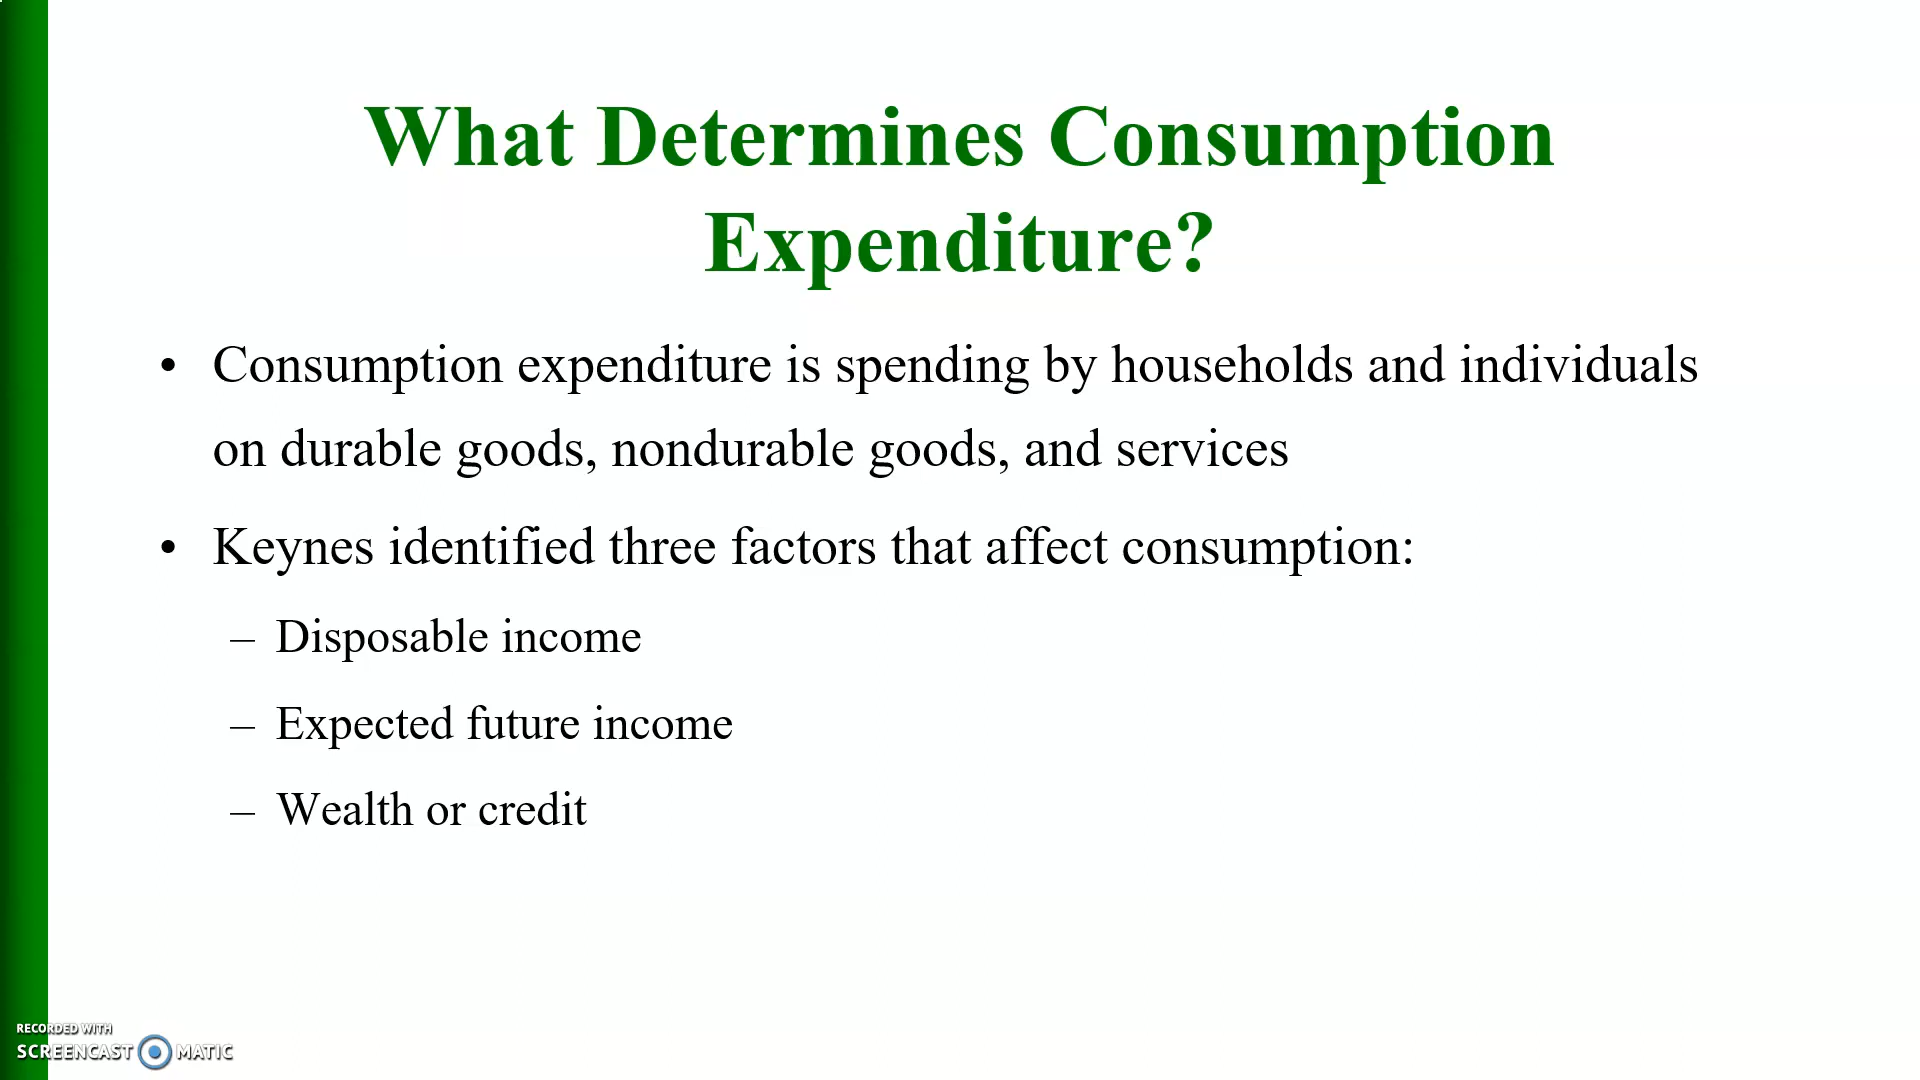 What Determines Consumption
Expenditure?
• Consumption expenditure is spending by households and individuals
on durable goods, nondurable goods, and services
• Keynes identified three factors that affect consumption:
– Disposable income
– Expected future income
– Wealth or credit
RECORDED WITH
SCREENCAST MATIC